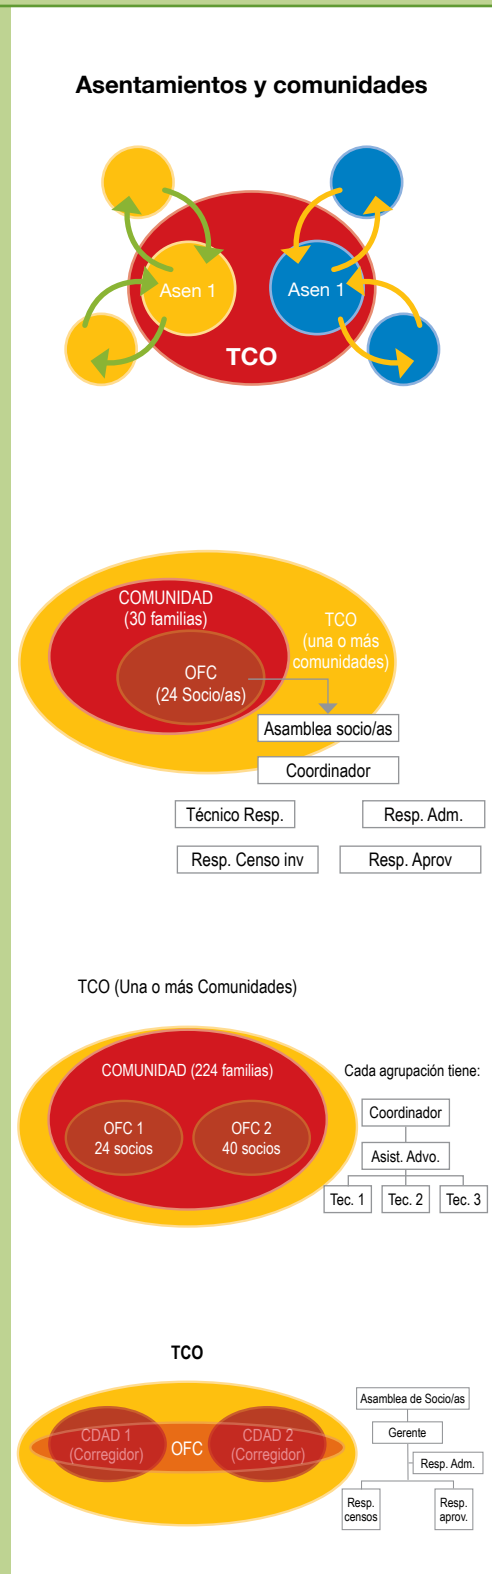 Asentamientos y comunidades
Asen 1
Asen 1
TCO
COMUNIDAD
(30 familias)
TCO
(una o más
comunidades)
OFC
(24 Socio/as)
Asamblea socio/as
Coordinador
Técnico Resp.
Resp. Adm.
Resp. Censo inv
Resp. Aprov
TCO (Una o más Comunidades)
COMUNIDAD (224 familias)
OFC 1
24 socios
OFC 2
40 socios
Cada agrupación tiene:
Coordinador
Asist. Advo.
Tec. 1
Tec. 2
Tec. 3
TCO
CDAD 1
(Corregidor)
OFC
CDAD 2
(Corregidor)
Asamblea de Socio/as
Gerente
Resp. Adm.
Resp.
censos
Resp.
aprov.